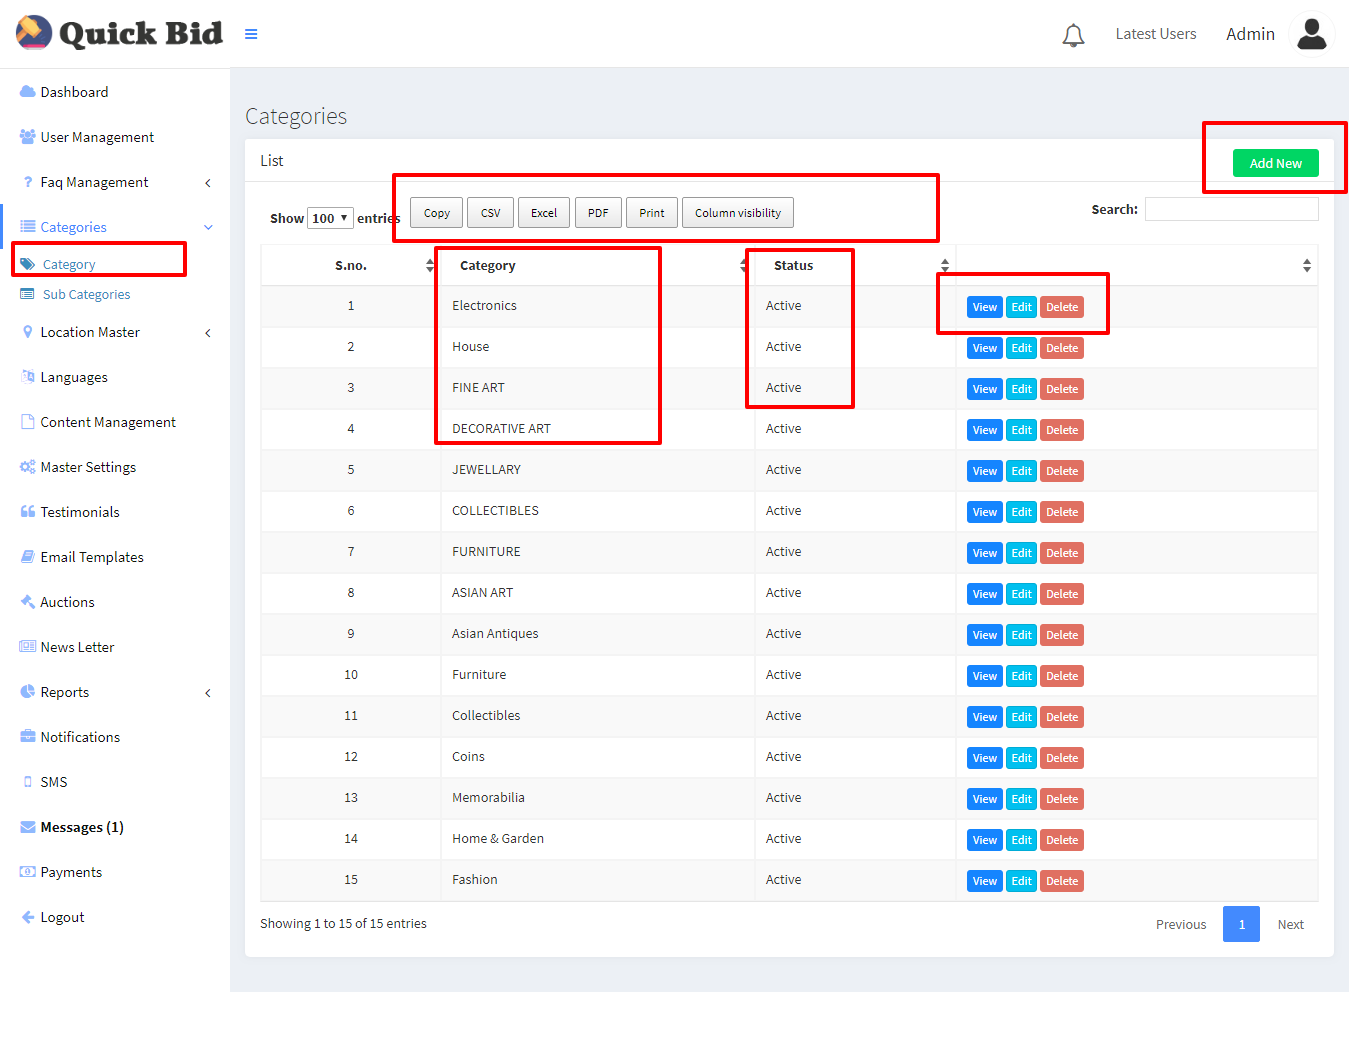 Quick Bid
Latest Users
Admin
Dashboard
User Management
Faq Management
Categories
Category
Sub Categories
Location Master
Languages
Content Management
Master Settings
Testimonials
Email Templates
Auctions
News Letter
Reports
Notifications
SMS
Messages (1)
Payments
Logout
Categories
List
Add New
Show 100 entries
Copy CSV Excel PDF Print Column visibility
Search:
S.no. Category Status
1 Electronics Active View Edit Delete
2 House Active View Edit Delete
3 FINE ART Active View Edit Delete
4 DECORATIVE ART Active View Edit Delete
5 JEWELLARY Active View Edit Delete
6 COLLECTIBLES Active View Edit Delete
7 FURNITURE Active View Edit Delete
8 ASIAN ART Active View Edit Delete
9 Asian Antiques Active View Edit Delete
10 Furniture Active View Edit Delete
11 Collectibles Active View Edit Delete
12 Coins Active View Edit Delete
13 Memorabilia Active View Edit Delete
14 Home & Garden Active View Edit Delete
15 Fashion Active View Edit Delete
Showing 1 to 15 of 15 entries
Previous 1 Next